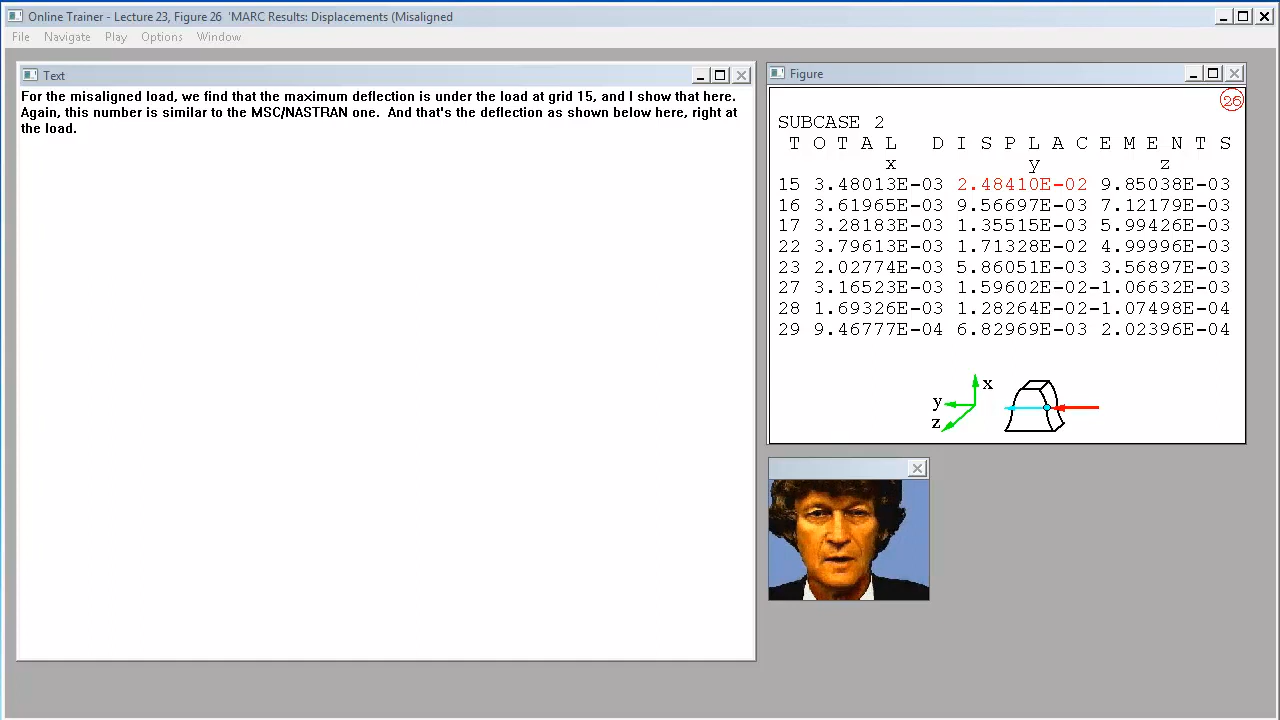 Online Trainer - Lecture 23, Figure 26 'MARC Results: Displacements (Misaligned
File Navigate Play Options Window
Text
For the misaligned load, we find that the maximum deflection is under the load at grid 15, and I show that here.
Again, this number is similar to the MSC/NASTRAN one. And that's the deflection as shown below here, right at
the load.
Figure
26
SUBCASE 2
T O T A L D I S P L A C E M E N T S
x y z
15 3.48013E-03 2.48410E-02 9.85038E-03
16 3.61965E-03 9.56697E-03 7.12179E-03
17 3.28183E-03 1.35515E-03 5.99426E-03
22 3.79613E-03 1.71328E-02 4.99996E-03
23 2.02774E-03 5.86051E-03 3.56897E-03
27 3.16523E-03 1.59602E-02-1.06632E-03
28 1.69326E-03 1.28264E-02-1.07498E-04
29 9.46777E-04 6.82969E-03 2.02396E-04
x
y
z